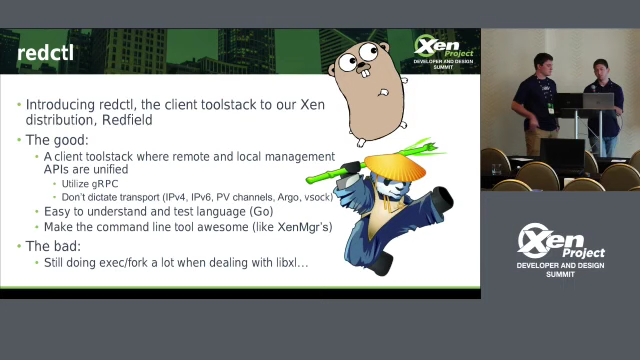 redctl
Xen
Project
DEVELOPER AND DESIGN
SUMMIT
• Introducing redctl, the client toolstack to our Xen
distribution, Redfield
• The good:
• A client toolstack where remote and local management
APIs are unified
• Utilize gRPC
• Don't dictate transport (IPv4, IPv6, PV channels, Argo, vsock)
• Easy to understand and test language (Go)
• Make the command line tool awesome (like XenMgr's)
• The bad:
• Still doing exec/fork a lot when dealing with libxl...
Xen
Project
DEVELOPER AND DESIGN
SUMMIT